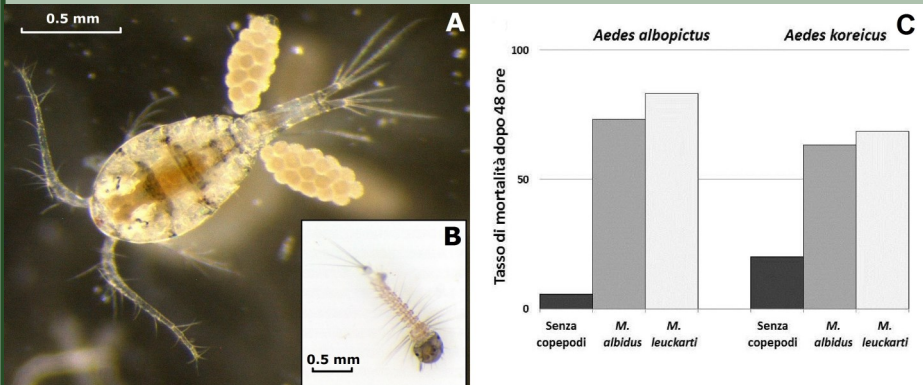 0.5 mm
A
B
0.5 mm
C
Aedes albopictus
Aedes koreicus
Tasso di mortalità dopo 48 ore
100
50
0
Senza copepodi
M. albidus
M. leuckarti
Senza copepodi
M. albidus
M. leuckarti